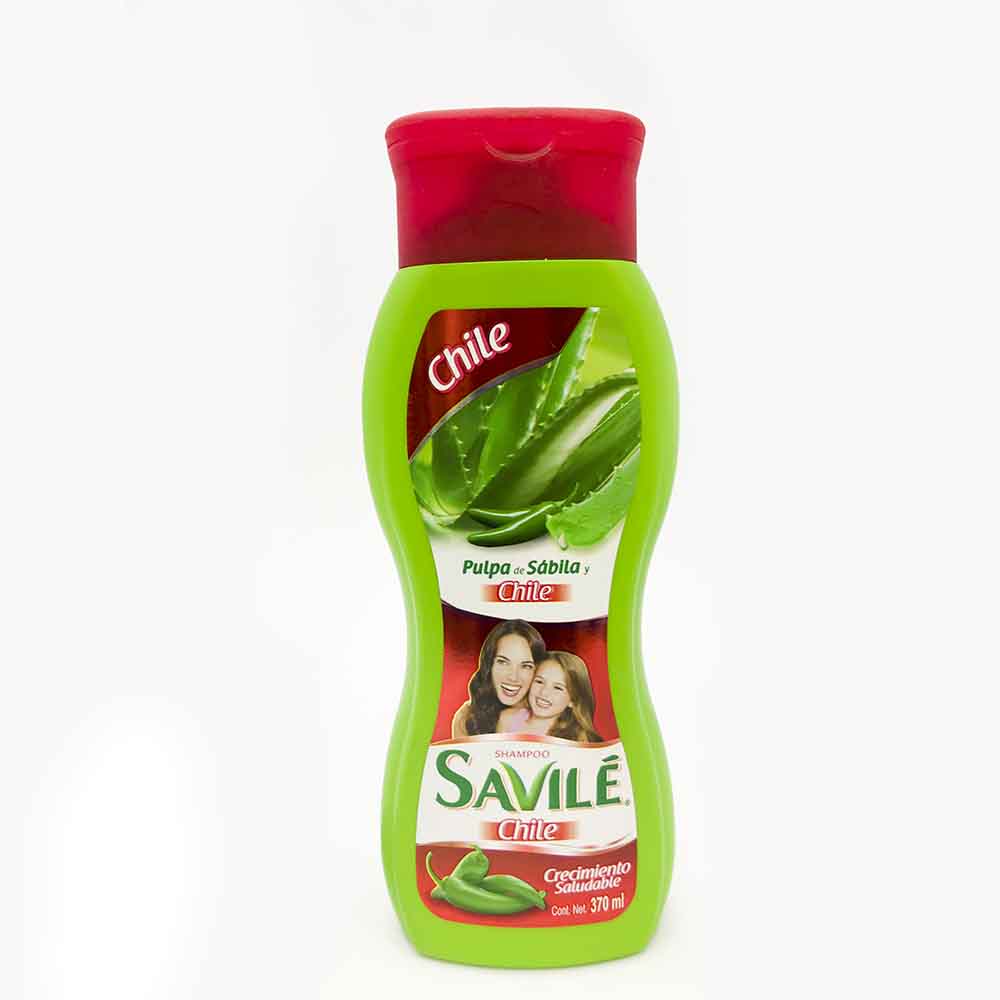 Chile
Pulpa de Sábila y
Chile
SHAMPOO
SAVILÉ®
Chile
Crecimiento
Saludable
Cont. Net. 370 ml